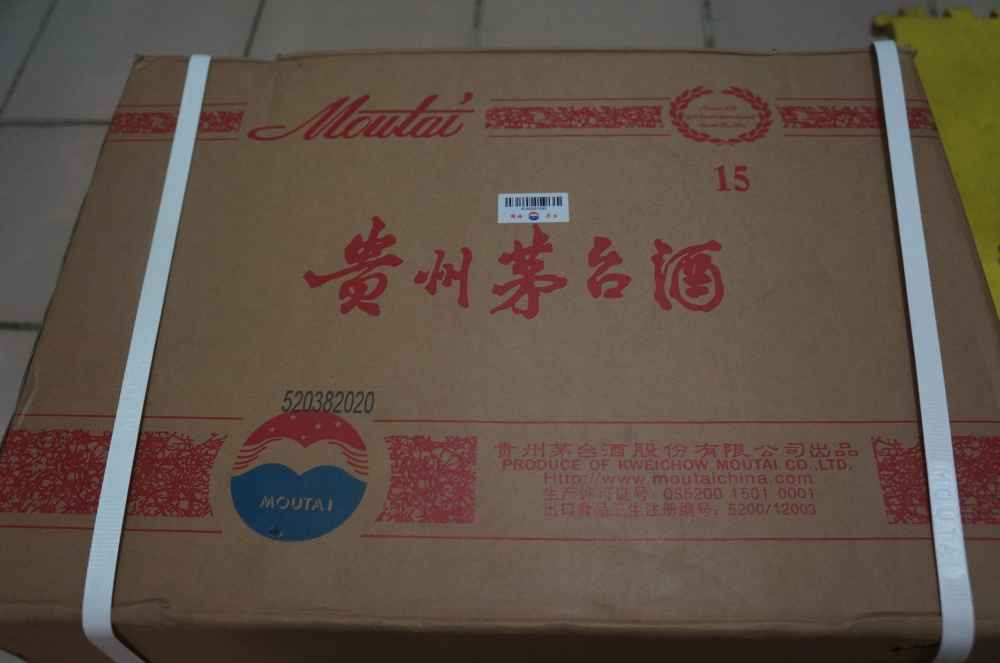 Moutai
15
贵州茅台酒
520382020
MOUTAI
贵州茅台酒股份有限公司出品
PRODUCE OF KWEICHOW MOUTAI CO.,LTD.
Http://www.moutaichina.com
生产许可证号：QS5200 1501 0001
出口食品卫生注册编号：5200/12003
MOUTAI